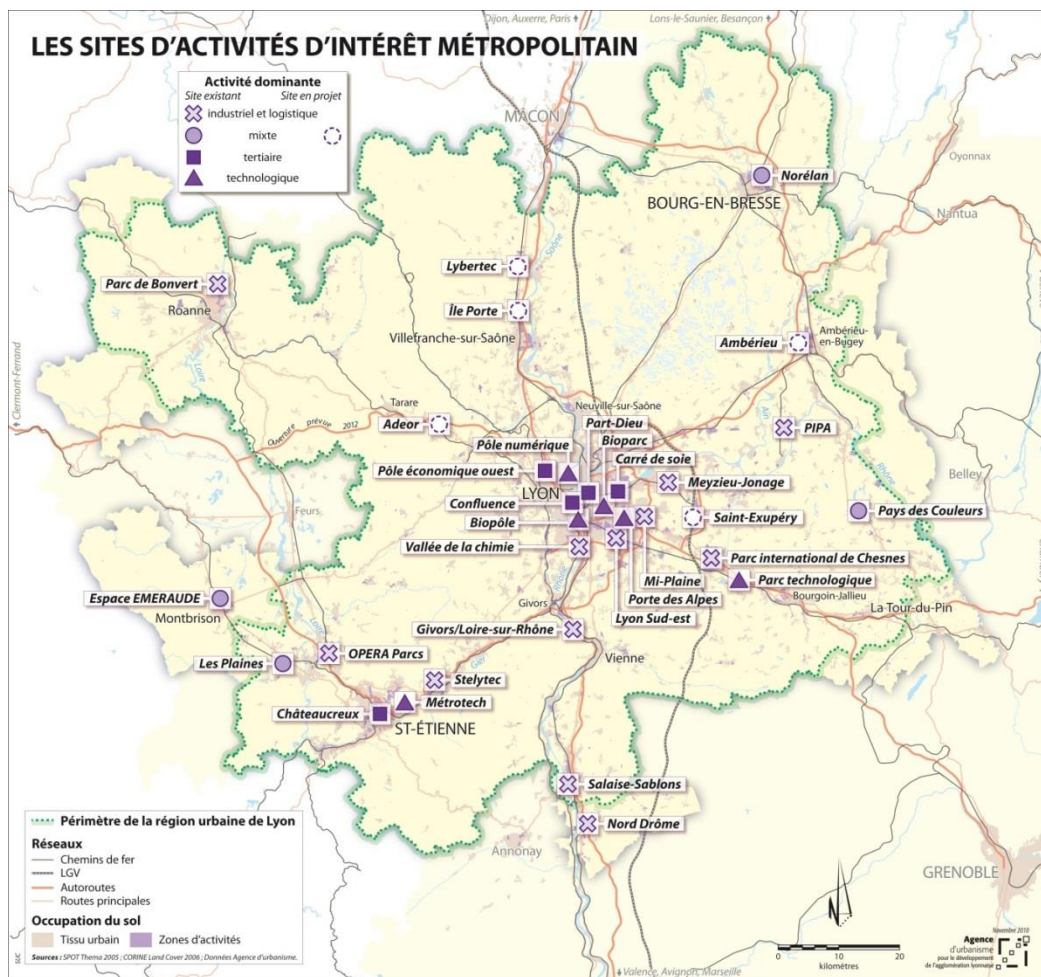 Dijon, Auxerre, Paris
Lons-le-Saunier, Besançon
LES SITES D'ACTIVITÉS D'INTÉRÊT MÉTROPOLITAIN
Activité dominante
Site existant Site en projet
industriel et logistique
mixte
tertiaire
technologique
MÂCON
Oyonnax
Norélan
BOURG-EN-BRESSE
Nantua
Saône
Lybertec
Parc de Bonvert
Roanne
Île Porte
Villefranche-sur-Saône
Ambérieu
Ambérieu-
en-Bugey
Clermont-Ferrand
Loire
Ain
Tarare
Neuville-sur-Saône
Adeor
Ouverture prévue 2012
Part-Dieu
PIPA
Pôle numérique
Bioparc
Carré de soie
Pôle économique ouest
Rhône
Belley
LYON
Meyzieu-Jonage
Confluence
Feurs
Saint-Exupéry
Pays des Couleurs
Biopôle
Vallée de la chimie
Parc international de Chesnes
Mi-Plaine
Parc technologique
Espace EMERAUDE
Rhône
Porte des Alpes
Bourgoin-Jallieu
Montbrison
Givors
Lyon Sud-est
La Tour-du-Pin
Loire
Givors/Loire-sur-Rhône
OPERA Parcs
Les Plaines
Gier
Vienne
Stelytec
Métrotech
Châteaucreux
ST-ÉTIENNE
Salaise-Sablons
Nord Drôme
Annonay
GRENOBLE
Périmètre de la région urbaine de Lyon
Réseaux
Chemins de fer
LGV
Autoroutes
Routes principales
Occupation du sol
Tissu urbain Zones d'activités
Sources : SPOT Thema 2005 ; CORINE Land Cover 2006 ; Données Agence d'urbanisme.
N
0 10 20
kilomètres
Novembre 2010
Agence
d'urbanisme
pour le développement
de l'agglomération lyonnaise
Valence, Avignon, Marseille